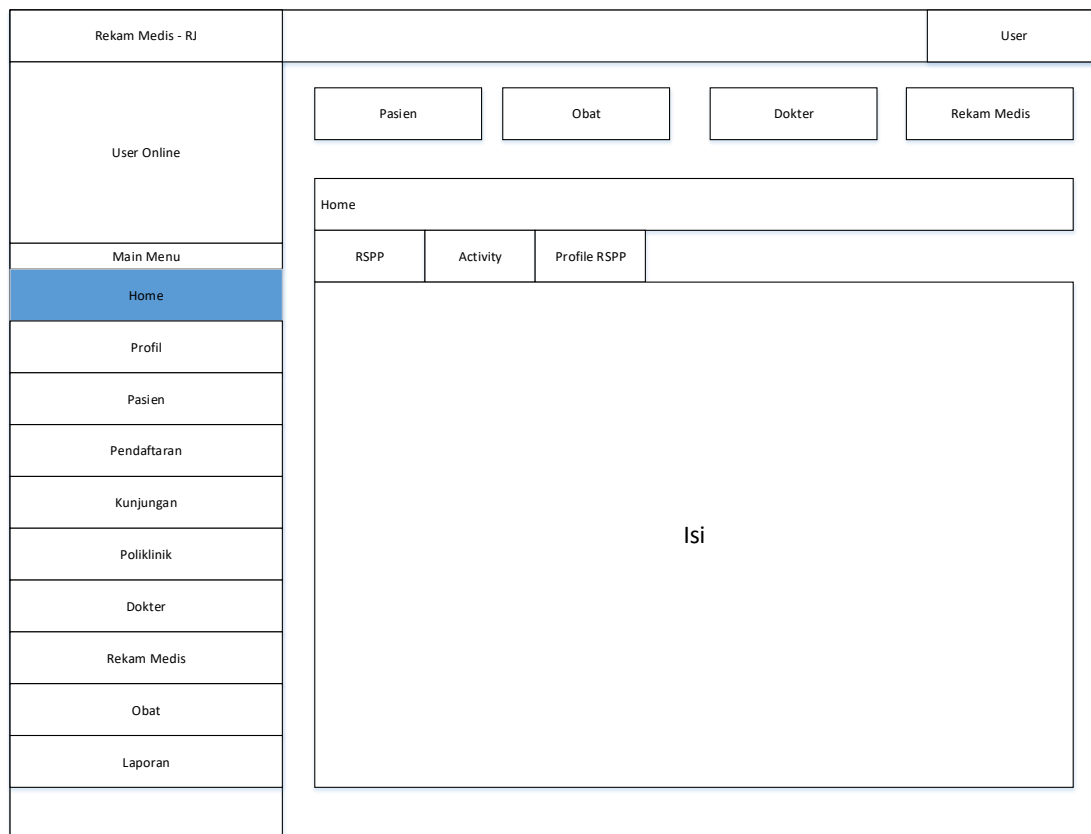 Rekam Medis - RJ
User
User Online
Pasien
Obat
Dokter
Rekam Medis
Home
RSPP
Activity
Profile RSPP
Isi
Main Menu
Home
Profil
Pasien
Pendaftaran
Kunjungan
Poliklinik
Dokter
Rekam Medis
Obat
Laporan